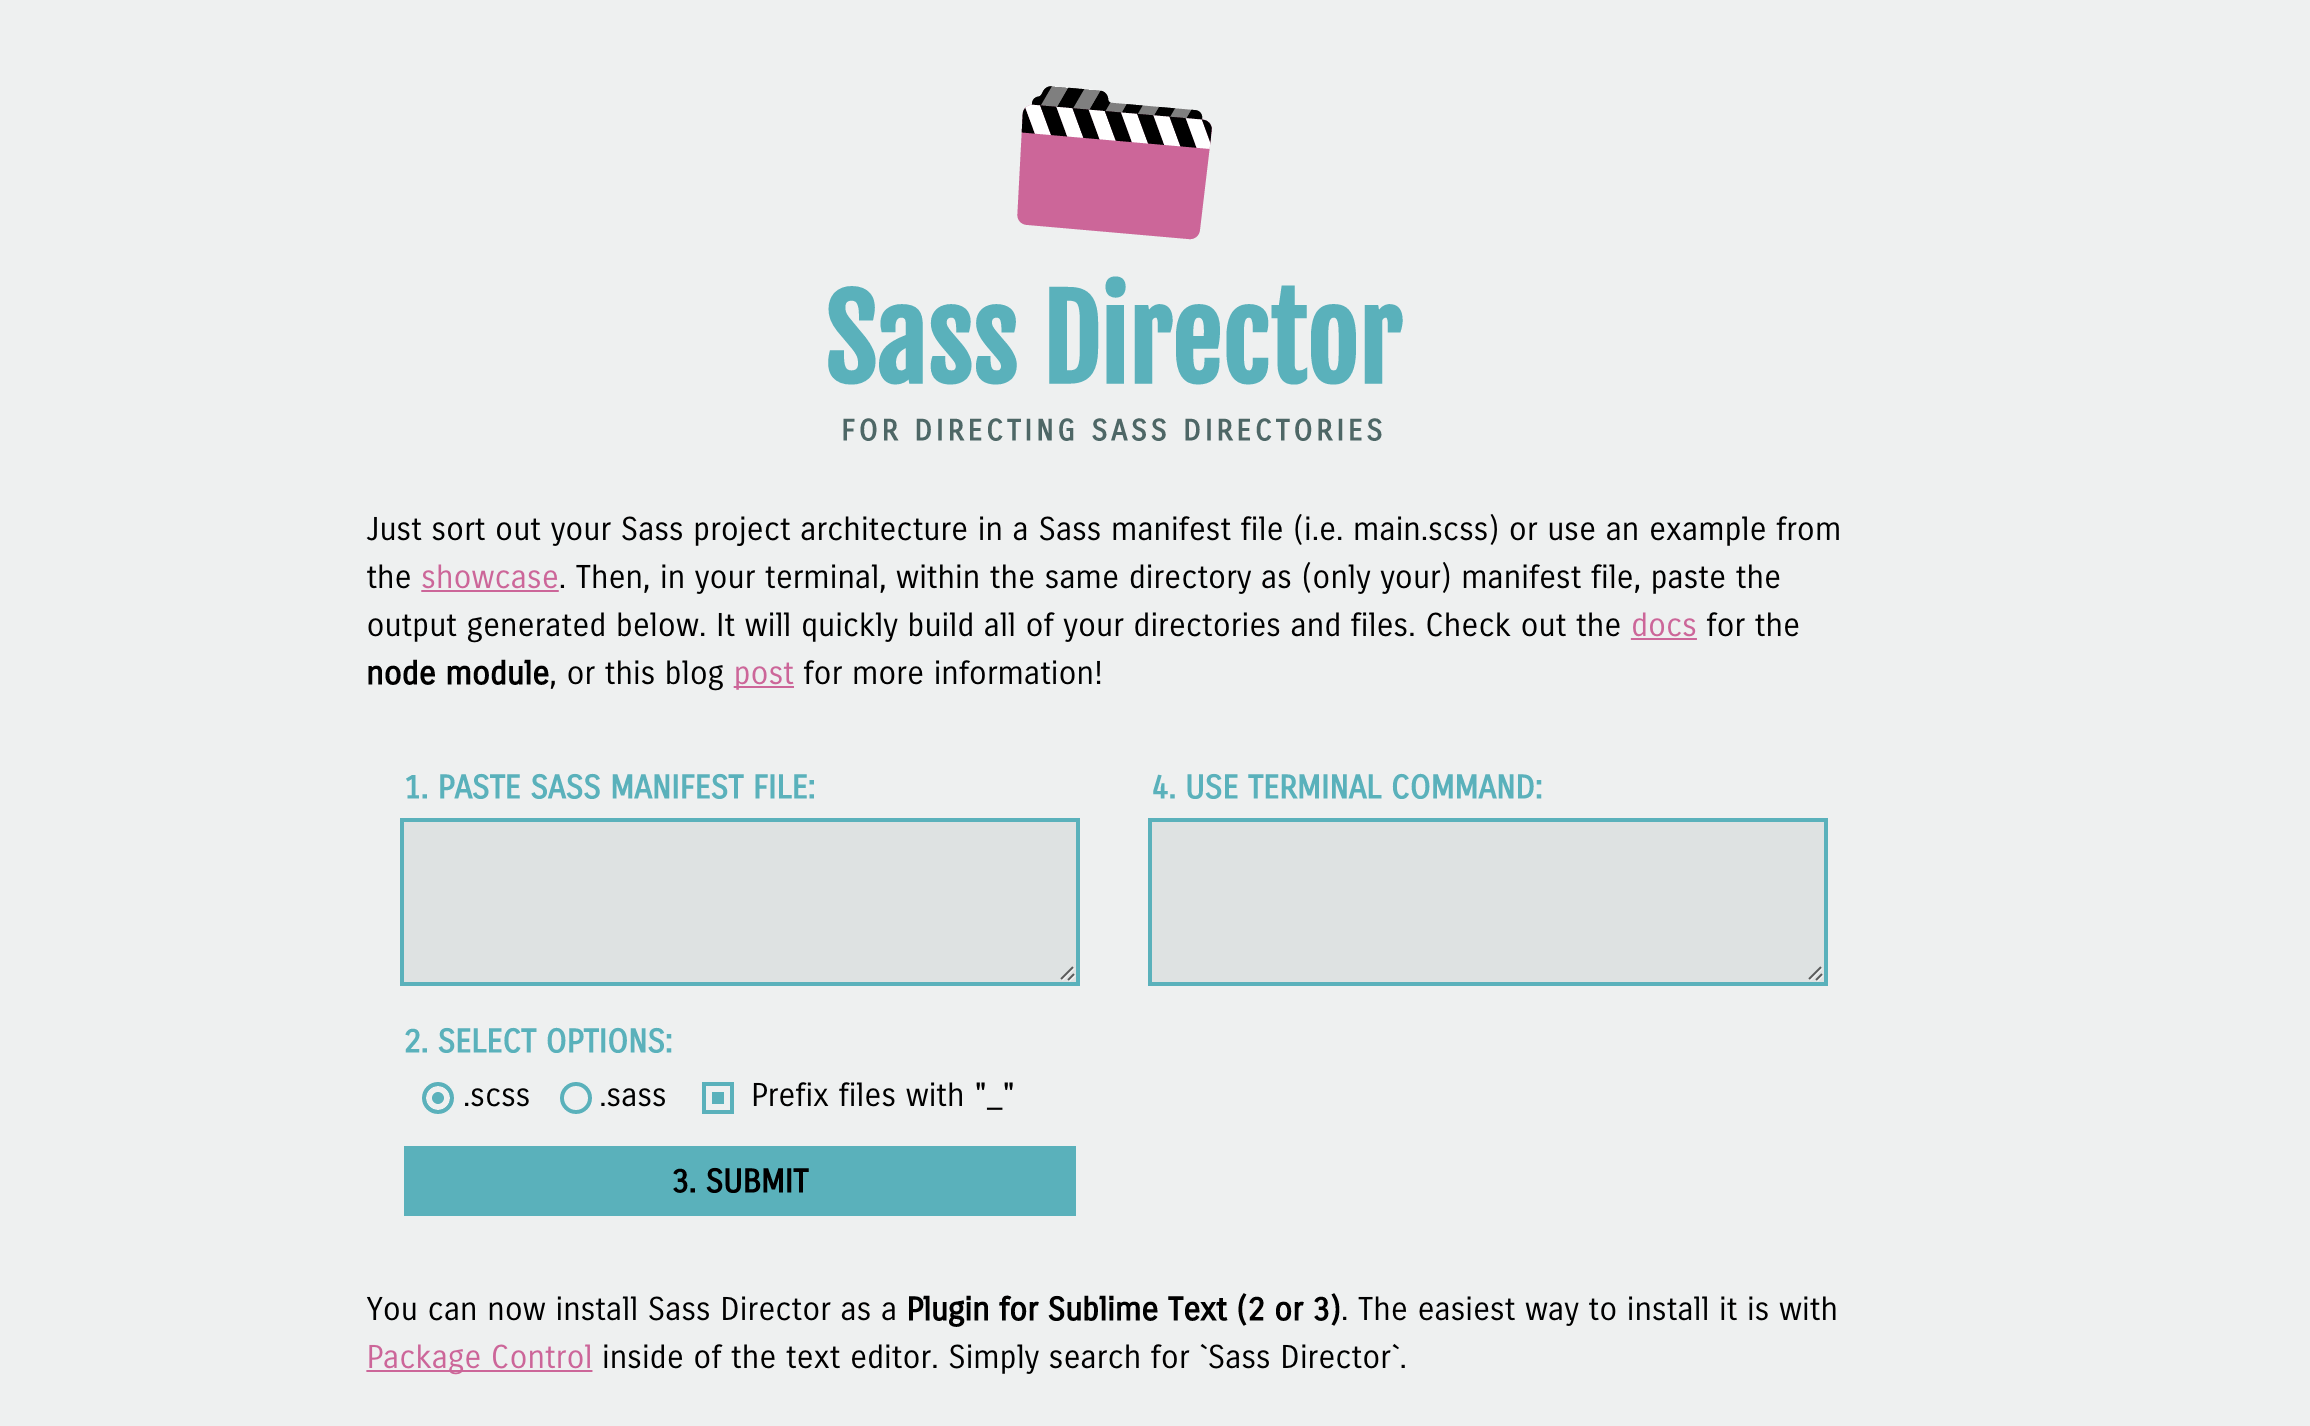 Sass Director
FOR DIRECTING SASS DIRECTORIES
Just sort out your Sass project architecture in a Sass manifest file (i.e. main.scss) or use an example from
the showcase. Then, in your terminal, within the same directory as (only your) manifest file, paste the
output generated below. It will quickly build all of your directories and files. Check out the docs for the
node module, or this blog post for more information!
1. PASTE SASS MANIFEST FILE:
4. USE TERMINAL COMMAND:
2. SELECT OPTIONS:
.scss .sass Prefix files with "_"
3. SUBMIT
You can now install Sass Director as a Plugin for Sublime Text (2 or 3). The easiest way to install it is with
Package Control inside of the text editor. Simply search for `Sass Director`.